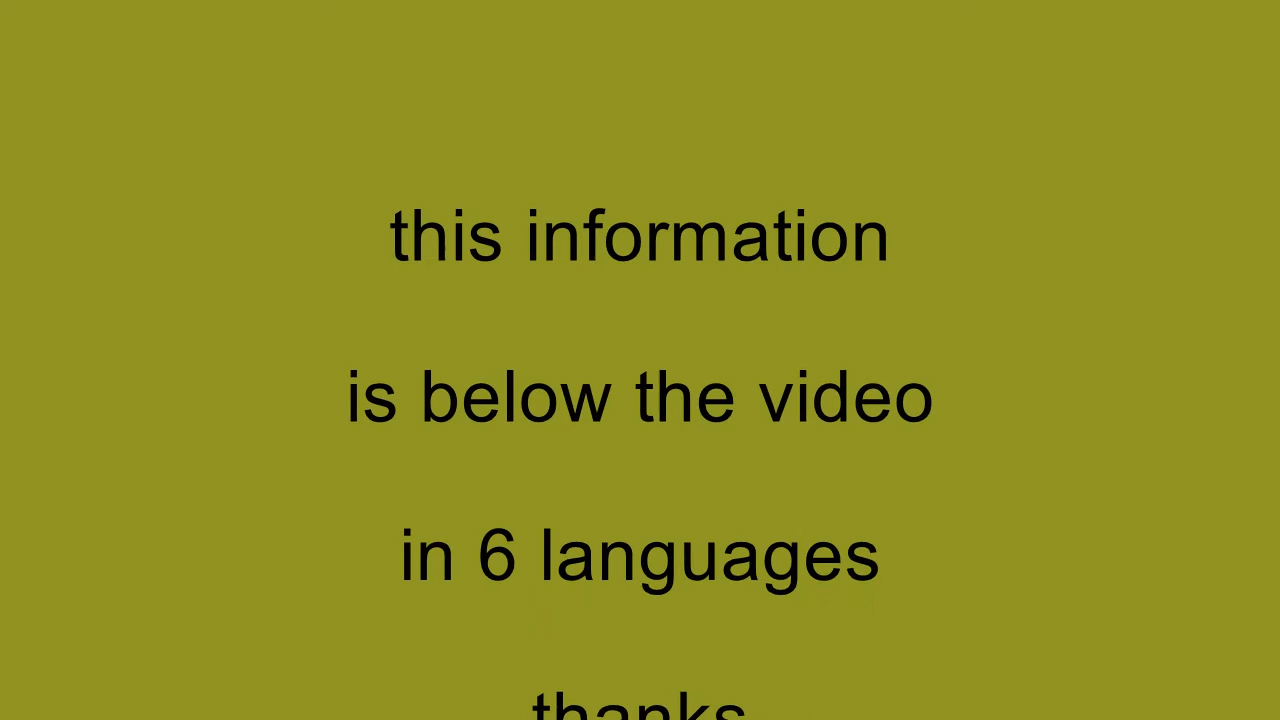 this information
is below the video
in 6 languages
thanks